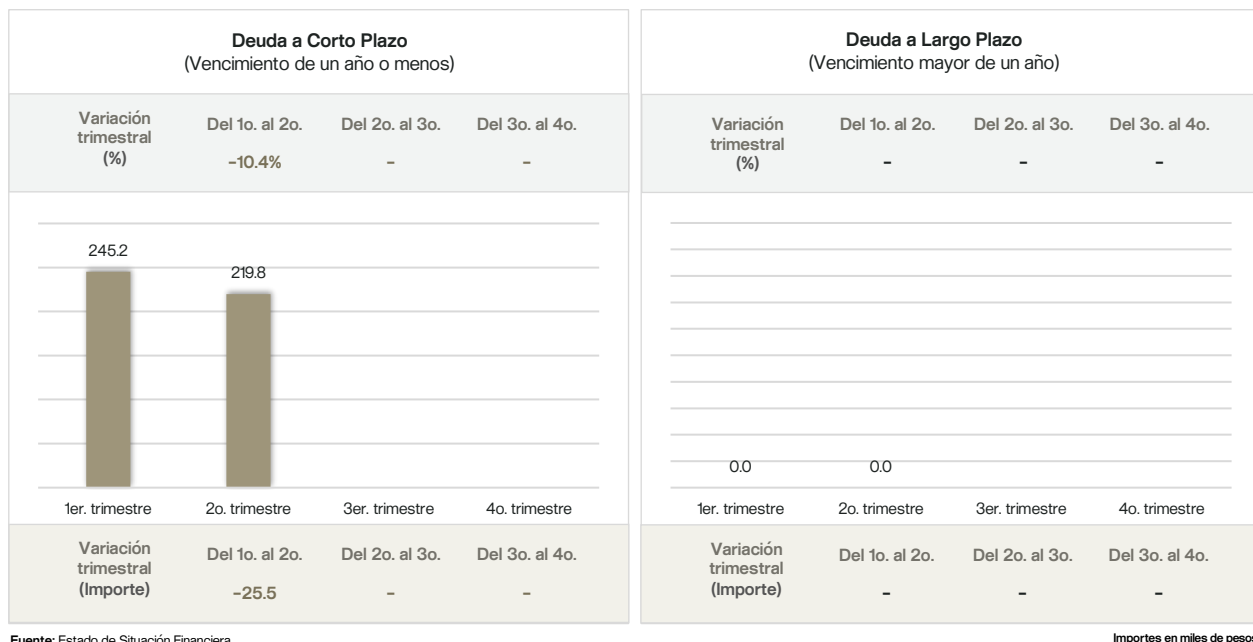 Deuda a Corto Plazo
(Vencimiento de un año o menos)
Variación
trimestral
(%)
Del 1o. al 2o. Del 2o. al 3o. Del 3o. al 4o.
-10.4% - -
245.2
219.8
1er. trimestre 2o. trimestre 3er. trimestre 4o. trimestre
Variación
trimestral
(Importe)
Del 1o. al 2o. Del 2o. al 3o. Del 3o. al 4o.
-25.5 - -
Deuda a Largo Plazo
(Vencimiento mayor de un año)
Variación
trimestral
(%)
Del 1o. al 2o. Del 2o. al 3o. Del 3o. al 4o.
- - -
0.0 0.0
1er. trimestre 2o. trimestre 3er. trimestre 4o. trimestre
Variación
trimestral
(Importe)
Del 1o. al 2o. Del 2o. al 3o. Del 3o. al 4o.
- - -
Fuente: Estado de Situación Financiera
Importes en miles de pesos